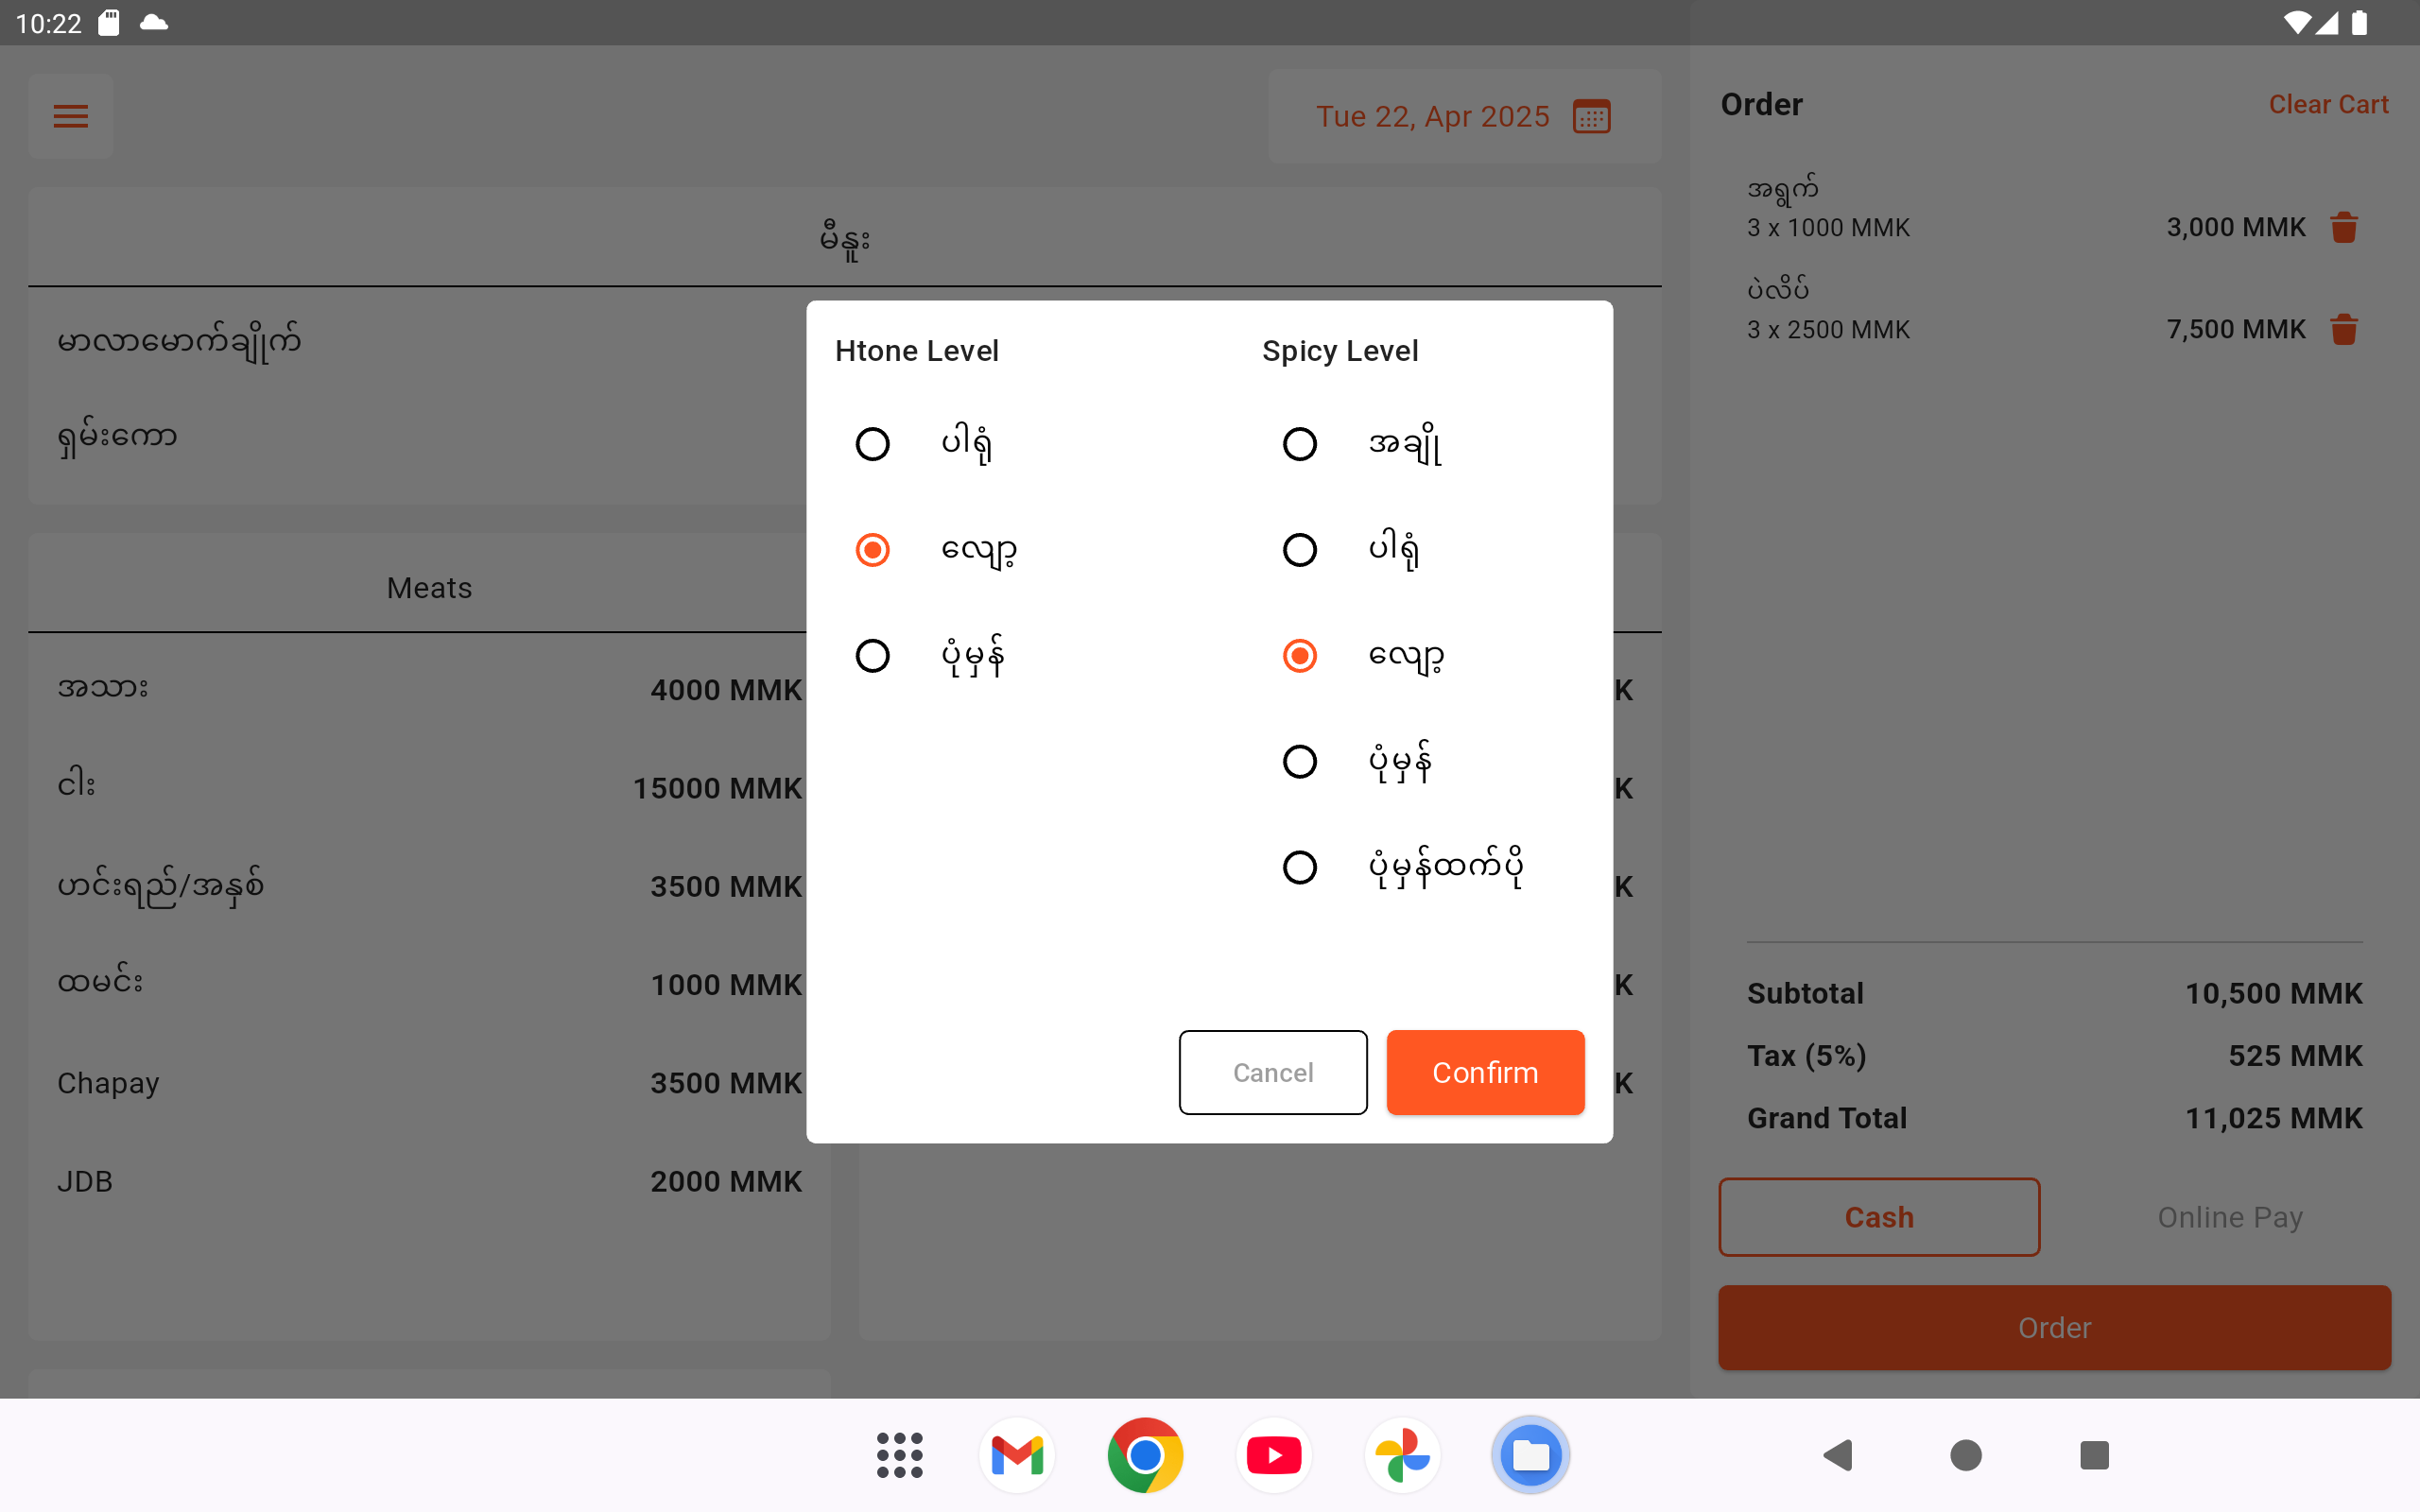 10:22
Tue 22, Apr 2025
မီနူး
မာလာမောက်ချိုက်
ရှမ်းကော
Meats
အသား 4000 MMK
ငါး 15000 MMK
ဟင်းရည်/အနှစ် 3500 MMK
ထမင်း 1000 MMK
Chapay 3500 MMK
JDB 2000 MMK
K
K
K
K
K
Htone Level
ပါရုံ
လျော့
ပုံမှန်
Spicy Level
အချို
ပါရုံ
လျော့
ပုံမှန်
ပုံမှန်ထက်ပို
Cancel
Confirm
Order
Clear Cart
အရွက်
3 x 1000 MMK 3,000 MMK
ပဲလိပ်
3 x 2500 MMK 7,500 MMK
Subtotal 10,500 MMK
Tax (5%) 525 MMK
Grand Total 11,025 MMK
Cash
Online Pay
Order